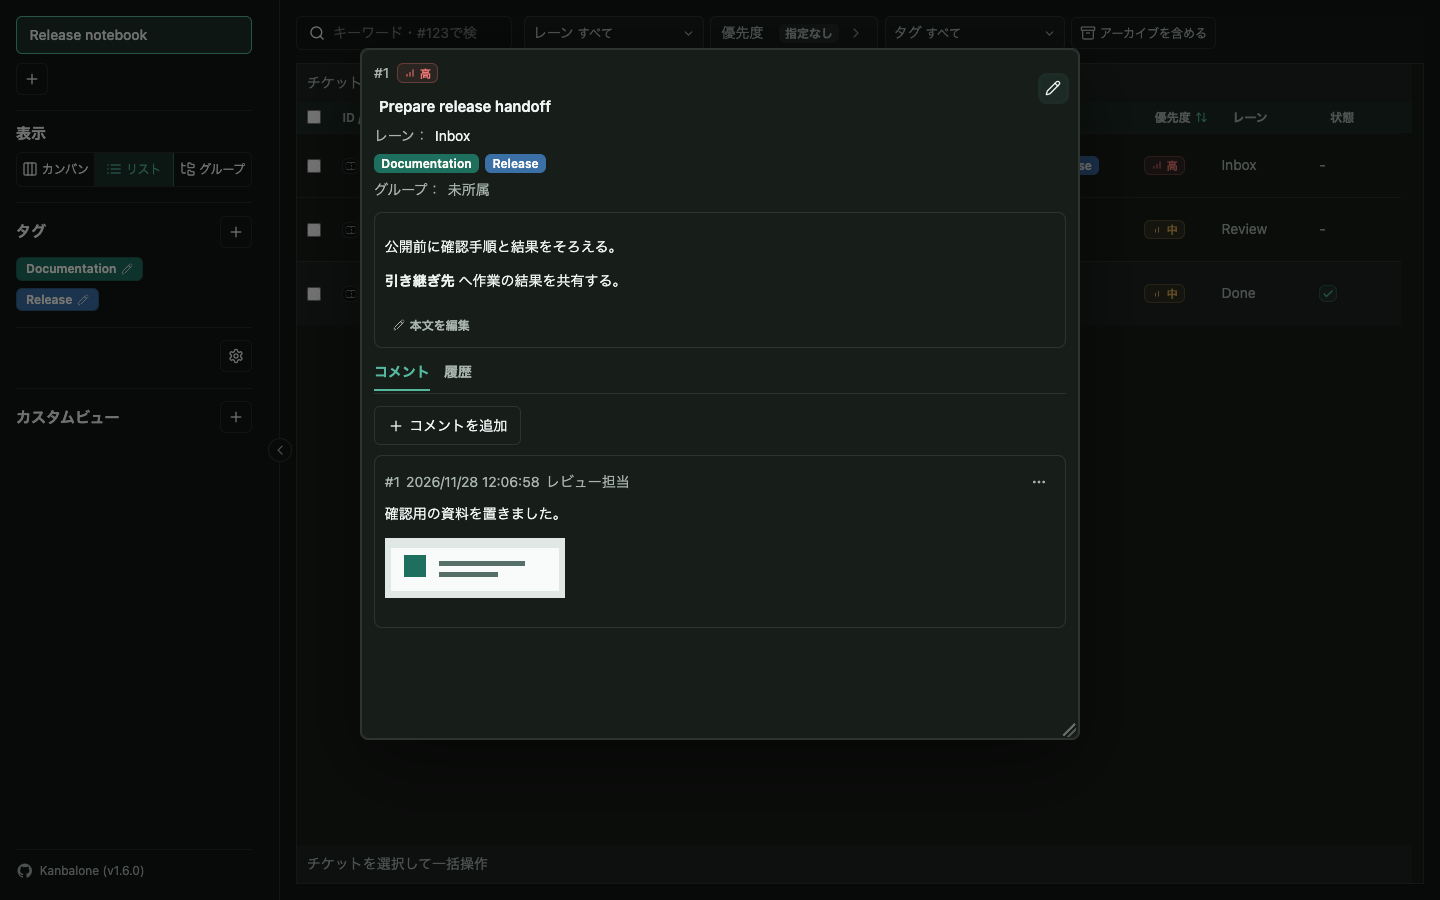 Release notebook
表示
カンバン リスト グループ
タグ
Documentation
Release
カスタムビュー
Kanbalone (v1.6.0)
キーワード・#123で検
レーン すべて
優先度 指定なし
タグ すべて
アーカイブを含める
チケット
ID /
優先度 レーン 状態
se 高 Inbox -
中 Review -
中 Done
チケットを選択して一括操作
#1 高
Prepare release handoff
レーン： Inbox
Documentation Release
グループ： 未所属
公開前に確認手順と結果をそろえる。
引き継ぎ先 へ作業の結果を共有する。
本文を編集
コメント 履歴
コメントを追加
#1 2026/11/28 12:06:58 レビュー担当
確認用の資料を置きました。